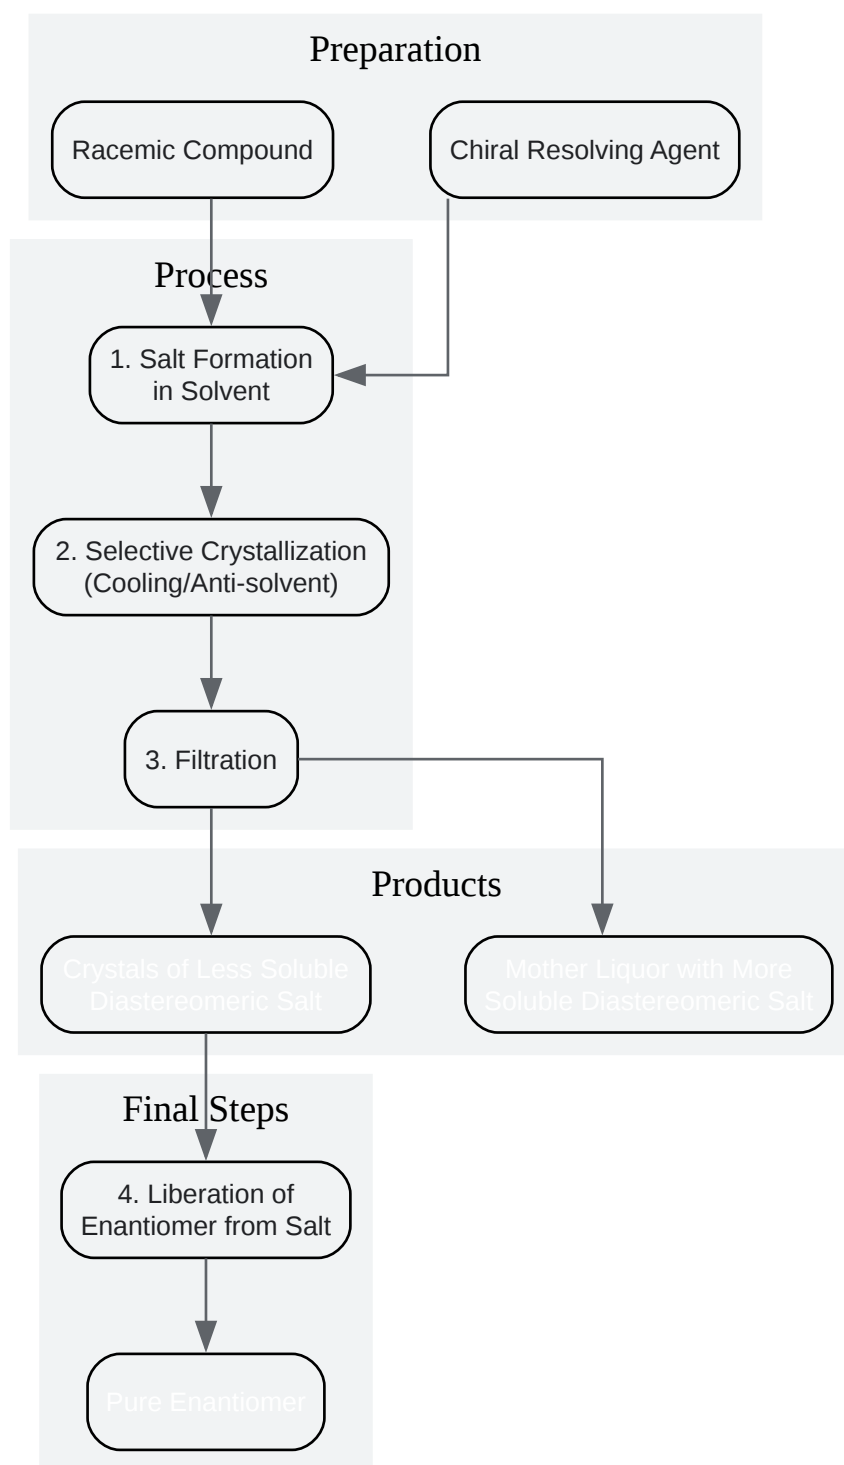 Preparation
Racemic Compound
Chiral Resolving Agent
Process
1. Salt Formation
in Solvent
2. Selective Crystallization
(Cooling/Anti-solvent)
3. Filtration
Products
Crystals of Less Soluble
Diastereomeric Salt
Mother Liquor with More
Soluble Diastereomeric Salt
Final Steps
4. Liberation of
Enantiomer from Salt
Pure Enantiomer